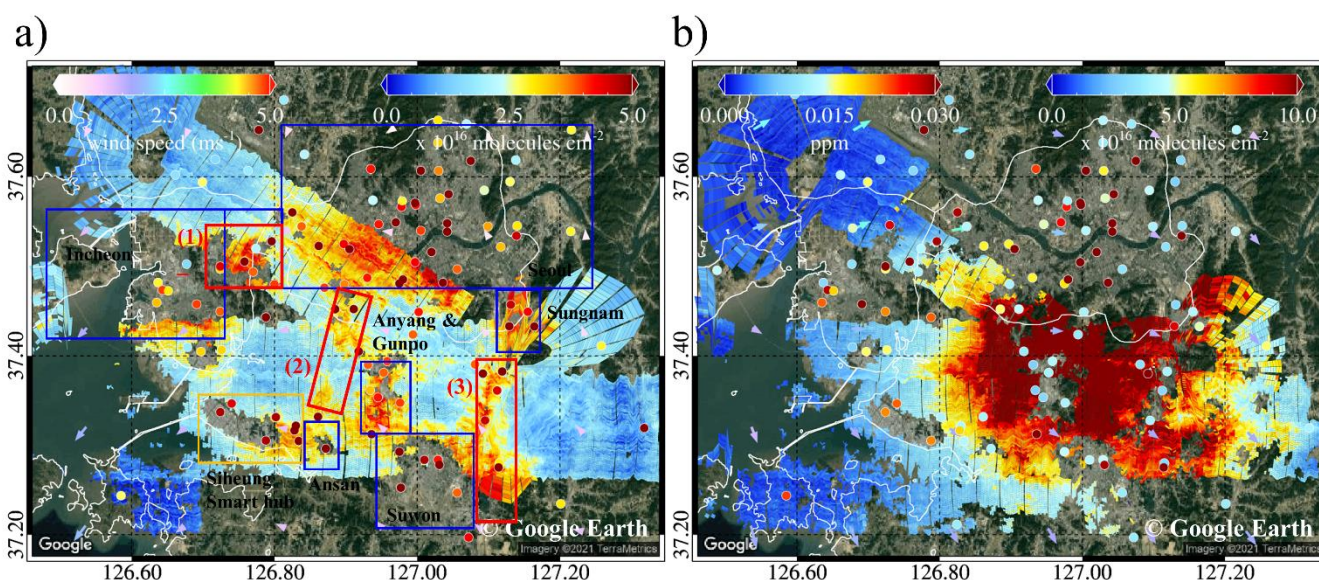 a)
b)
0.0 2.5 5.0
wind speed (ms⁻¹)
0.0 2.5 5.0
x 10¹⁶ molecules cm⁻²
0.000 0.015 0.030
ppm
0.0 5.0 10.0
x 10¹⁶ molecules cm⁻²
37.60
37.40
37.20
(1)
Incheon
Seoul
Sungnam
Anyang &
Gunpo
(2)
(3)
Siheung
Smart hub
Ansan
Suwon
© Google Earth
Google
Imagery ©2021 TerraMetrics
126.60 126.80 127.00 127.20
37.60
37.40
37.20
© Google Earth
Google
Imagery ©2021 TerraMetrics
126.60 126.80 127.00 127.20